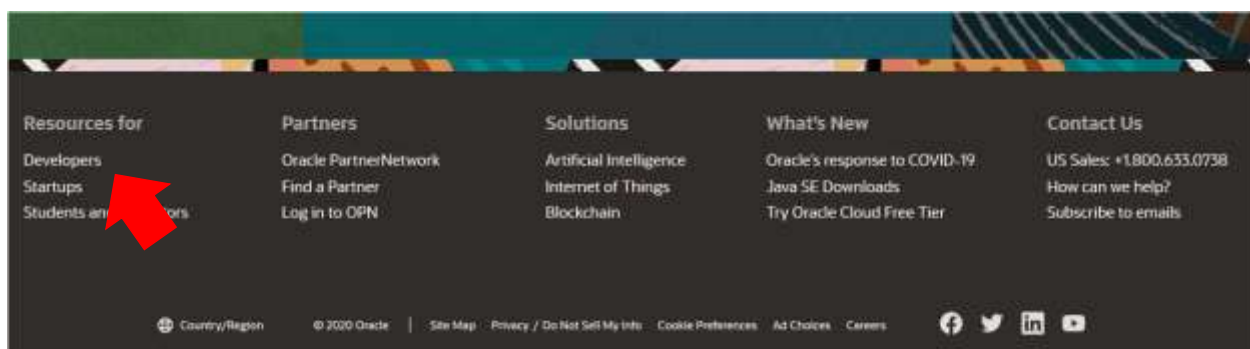 Resources for
Developers
Startups
Students an tors
Partners
Oracle PartnerNetwork
Find a Partner
Log in to OPN
Solutions
Artificial Intelligence
Internet of Things
Blockchain
What's New
Oracle's response to COVID-19
Java SE Downloads
Try Oracle Cloud Free Tier
Contact Us
US Sales: +1.800.633.0738
How can we help?
Subscribe to emails
Country/Region © 2020 Oracle | Site Map Privacy / Do Not Sell My Info Cookie Preferences Ad Choices Careers
in